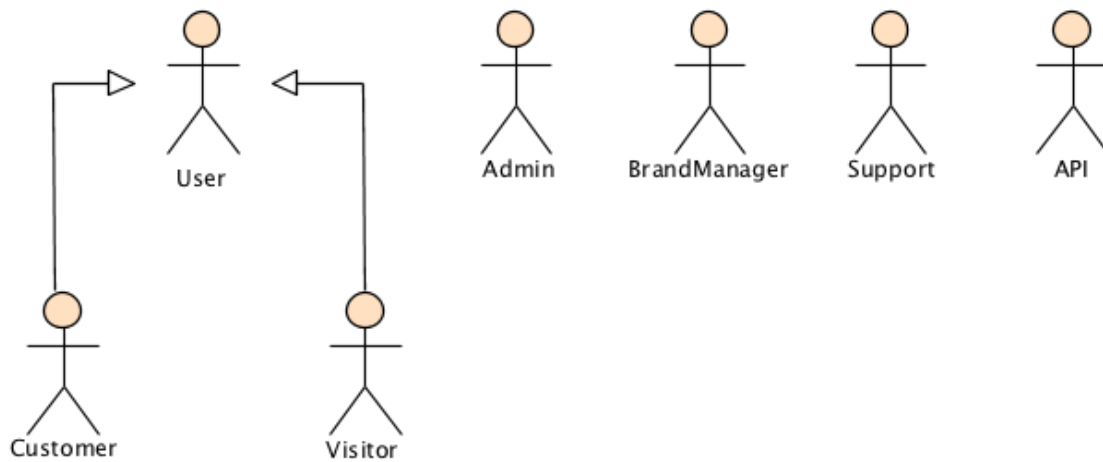 User
Admin
BrandManager
Support
API
Customer
Visitor